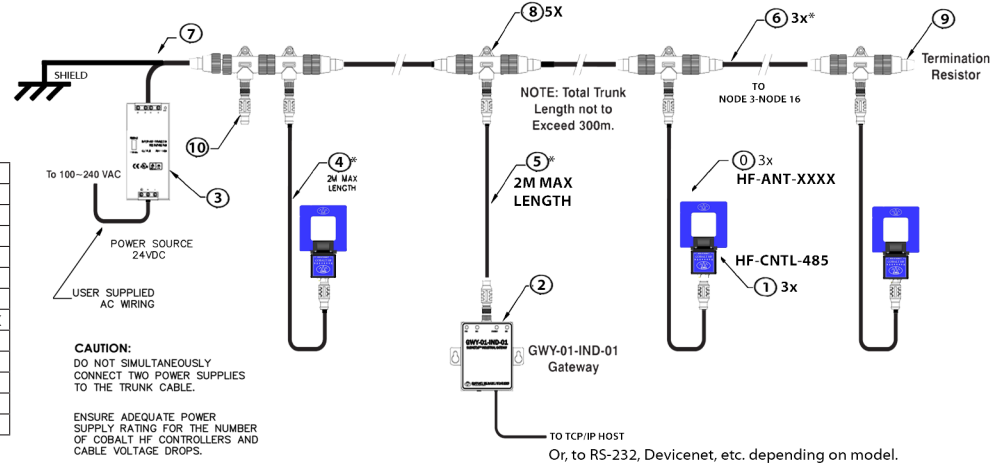 7
8 5X
6 3x*
9
Termination
Resistor
SHIELD
NOTE: Total Trunk
Length not to
Exceed 300m.
TO
NODE 3-NODE 16
10
4*
2M MAX
LENGTH
5*
2M MAX
LENGTH
0 3x
HF-ANT-XXXX
To 100~240 VAC
3
POWER SOURCE
24VDC
HF-CNTL-485
1 3x
2
USER SUPPLIED
AC WIRING
GWY-01-IND-01
GWY-01-IND-01
Gateway
CAUTION:
DO NOT SIMULTANEOUSLY
CONNECT TWO POWER SUPPLIES
TO THE TRUNK CABLE.
ENSURE ADEQUATE POWER
SUPPLY RATING FOR THE NUMBER
OF COBALT HF CONTROLLERS AND
CABLE VOLTAGE DROPS.
TO TCP/IP HOST
Or, to RS-232, Devicenet, etc. depending on model.